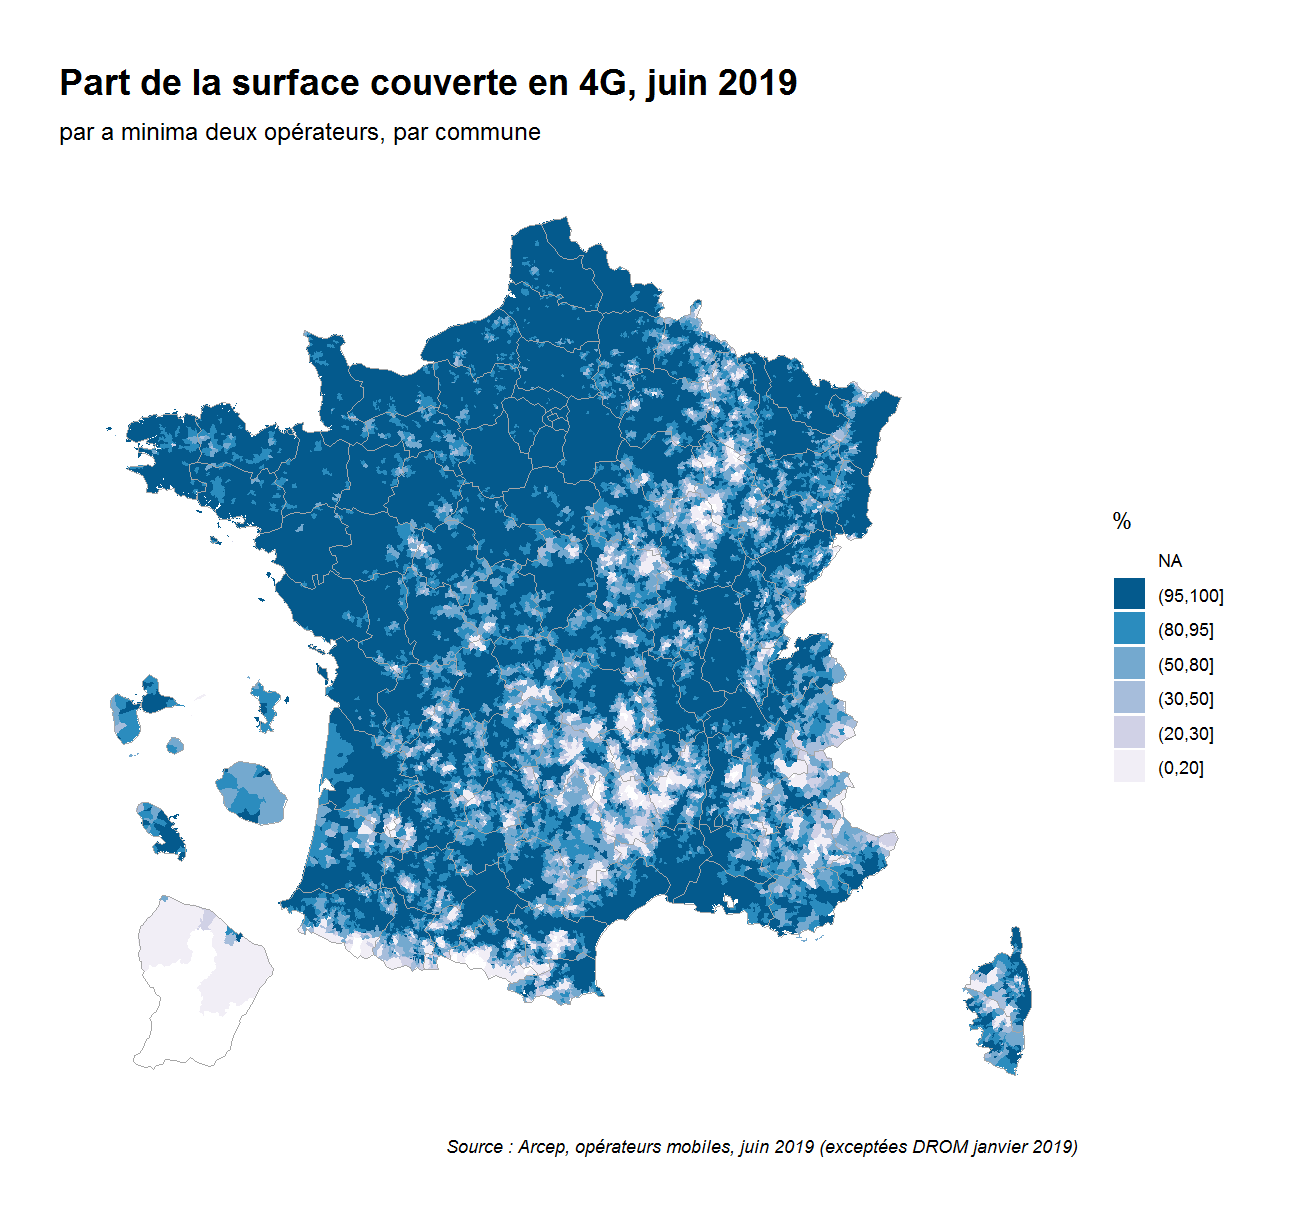 Part de la surface couverte en 4G, juin 2019
par a minima deux opérateurs, par commune
%
NA
(95,100]
(80,95]
(50,80]
(30,50]
(20,30]
(0,20]
Source : Arcep, opérateurs mobiles, juin 2019 (exceptées DROM janvier 2019)